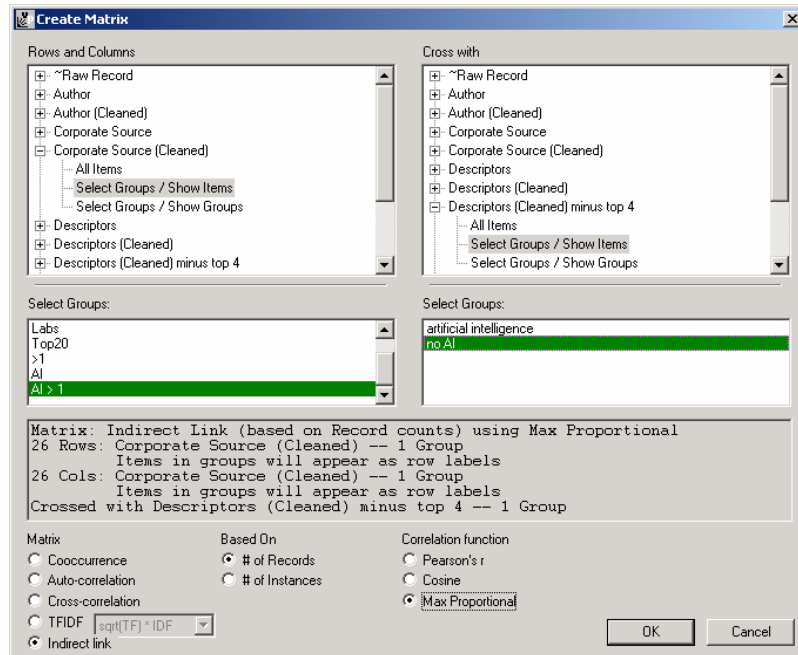 Create Matrix
Rows and Columns
~Raw Record
Author
Author (Cleaned)
Corporate Source
Corporate Source (Cleaned)
All Items
Select Groups / Show Items
Select Groups / Show Groups
Descriptors
Descriptors (Cleaned)
Descriptors (Cleaned) minus top 4
Cross with
~Raw Record
Author
Author (Cleaned)
Corporate Source
Corporate Source (Cleaned)
Descriptors
Descriptors (Cleaned)
Descriptors (Cleaned) minus top 4
All Items
Select Groups / Show Items
Select Groups / Show Groups
Select Groups:
Labs
Top20
>1
AI
AI > 1
Select Groups:
artificial intelligence
no AI
Matrix: Indirect Link (based on Record counts) using Max Proportional
26 Rows: Corporate Source (Cleaned) -- 1 Group
Items in groups will appear as row labels
26 Cols: Corporate Source (Cleaned) -- 1 Group
Items in groups will appear as row labels
Crossed with Descriptors (Cleaned) minus top 4 -- 1 Group
Matrix
Cooccurrence
Auto-correlation
Cross-correlation
TFIDF sqrt(TF) * IDF
Indirect link
Based On
# of Records
# of Instances
Correlation function
Pearson's r
Cosine
Max Proportional
OK
Cancel